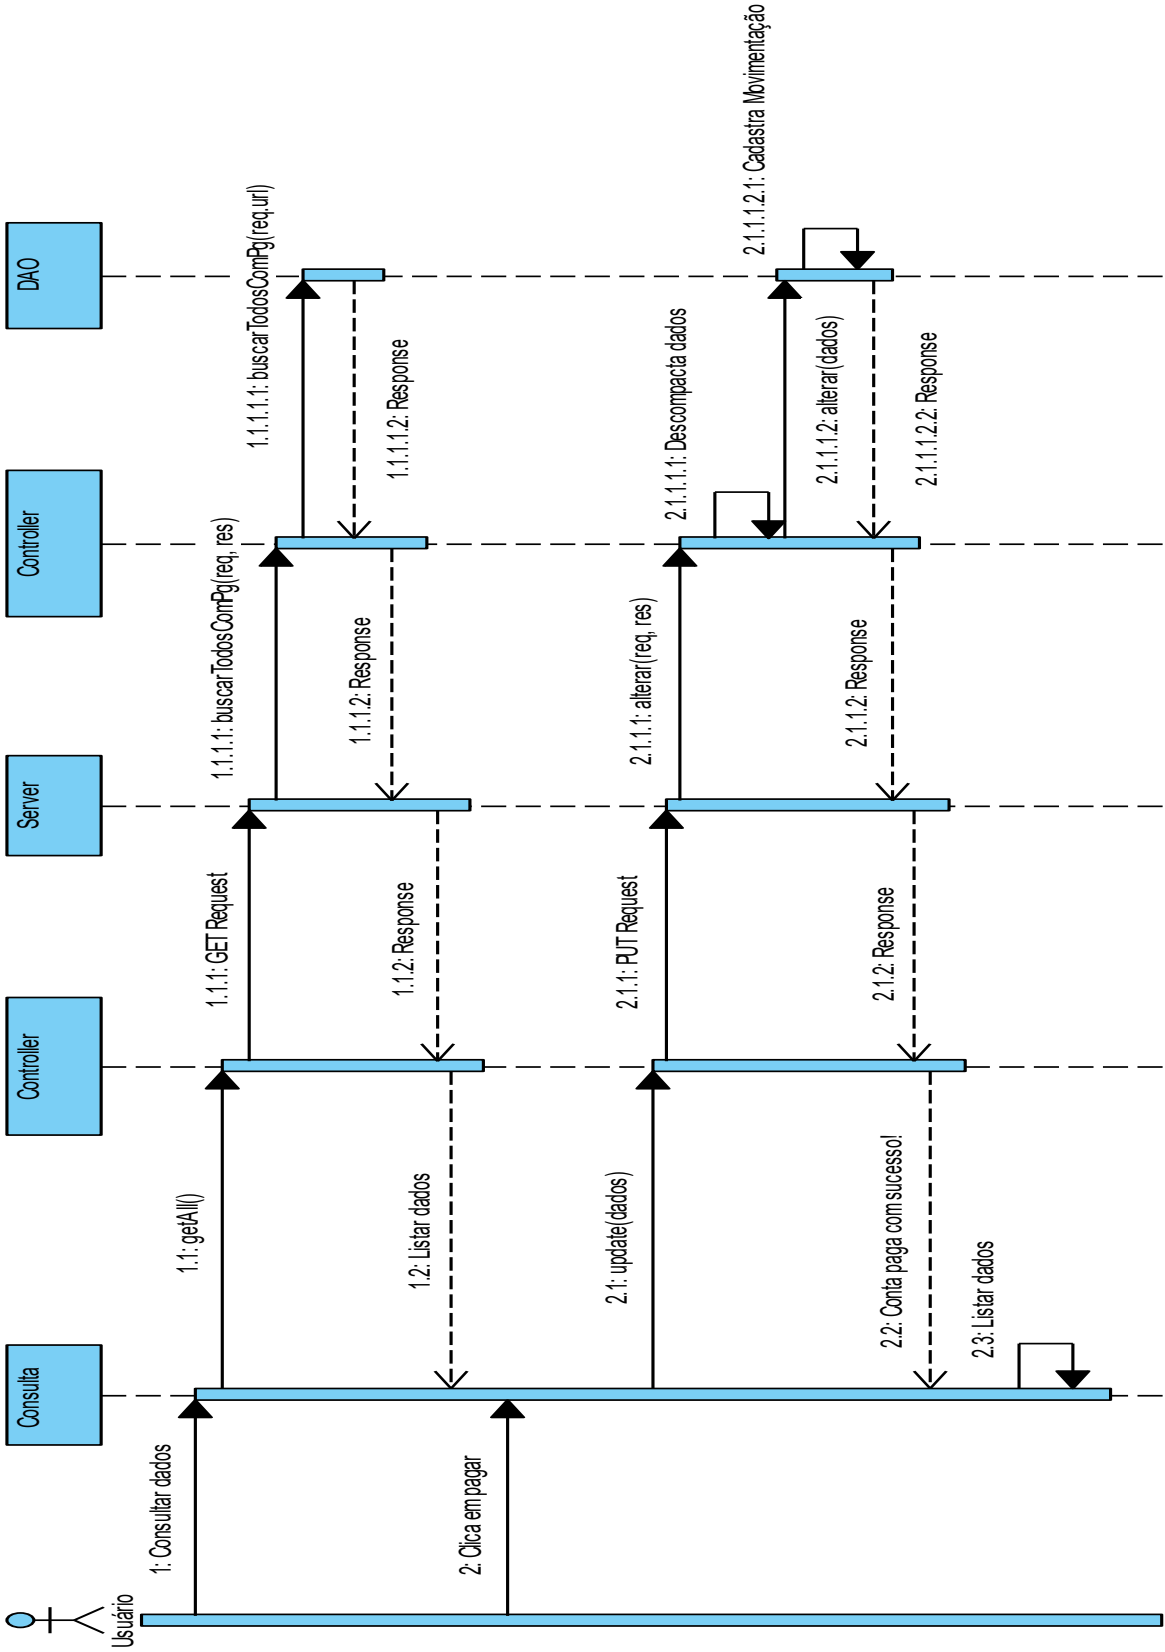 Usuário
Consulta
Controller
Server
Controller
DAO
1: Consultar dados
1.1: getAll()
1.1.1: GET Request
1.1.1.1: buscarTodosComPg(req, res)
1.1.1.1.1: buscarTodosComPg(req.url)
1.1.1.1.2: Response
1.1.1.2: Response
1.1.2: Response
1.2: Listar dados
2: Clica em pagar
2.1: update(dados)
2.1.1: PUT Request
2.1.1.1: alterar(req, res)
2.1.1.1.1: Descompacta dados
2.1.1.1.2: alterar(dados)
2.1.1.1.2.1: Cadastra Movimentação
2.1.1.1.2.2: Response
2.1.1.2: Response
2.1.2: Response
2.2: Conta paga com sucesso!
2.3: Listar dados